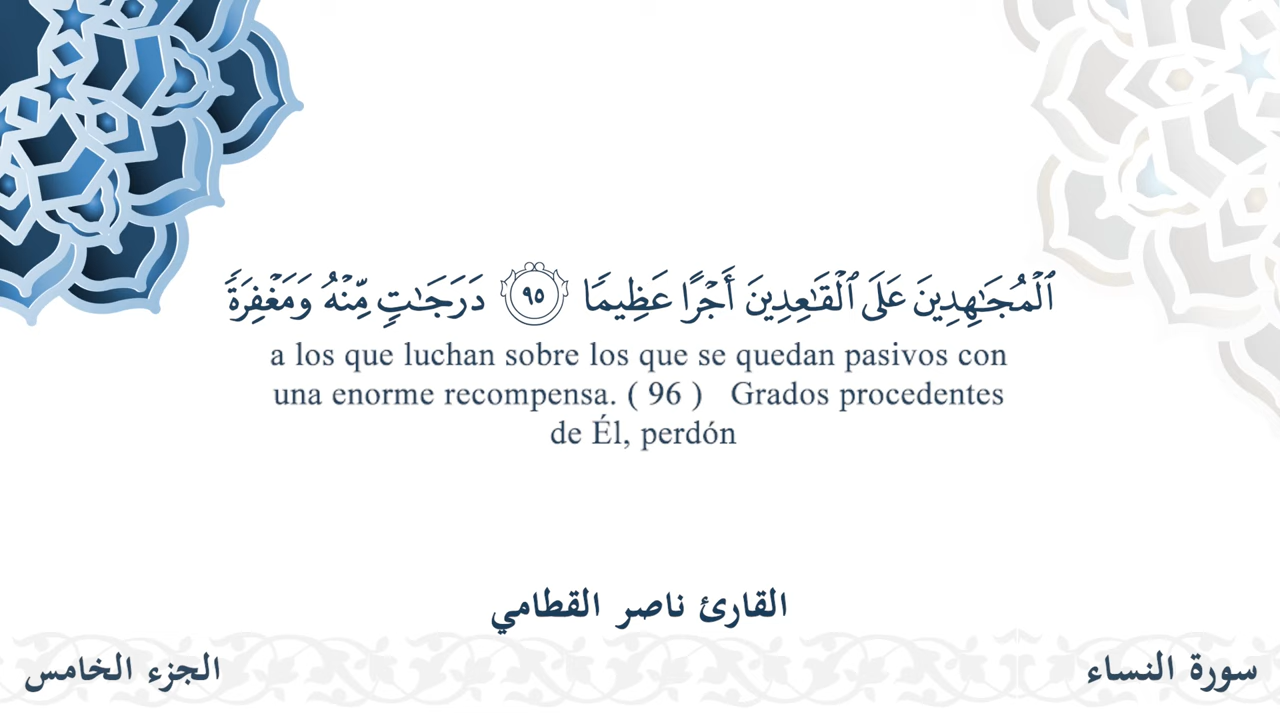 ٱلۡمُجَٰهِدِينَ عَلَى ٱلۡقَٰعِدِينَ أَجۡرًا عَظِيمٗا ٩٥ دَرَجَٰتٖ مِّنۡهُ وَمَغۡفِرَةٗ
a los que luchan sobre los que se quedan pasivos con
una enorme recompensa. ( 96 ) Grados procedentes
de Él, perdón
القارئ ناصر القطامي
سورة النساء
الجزء الخامس